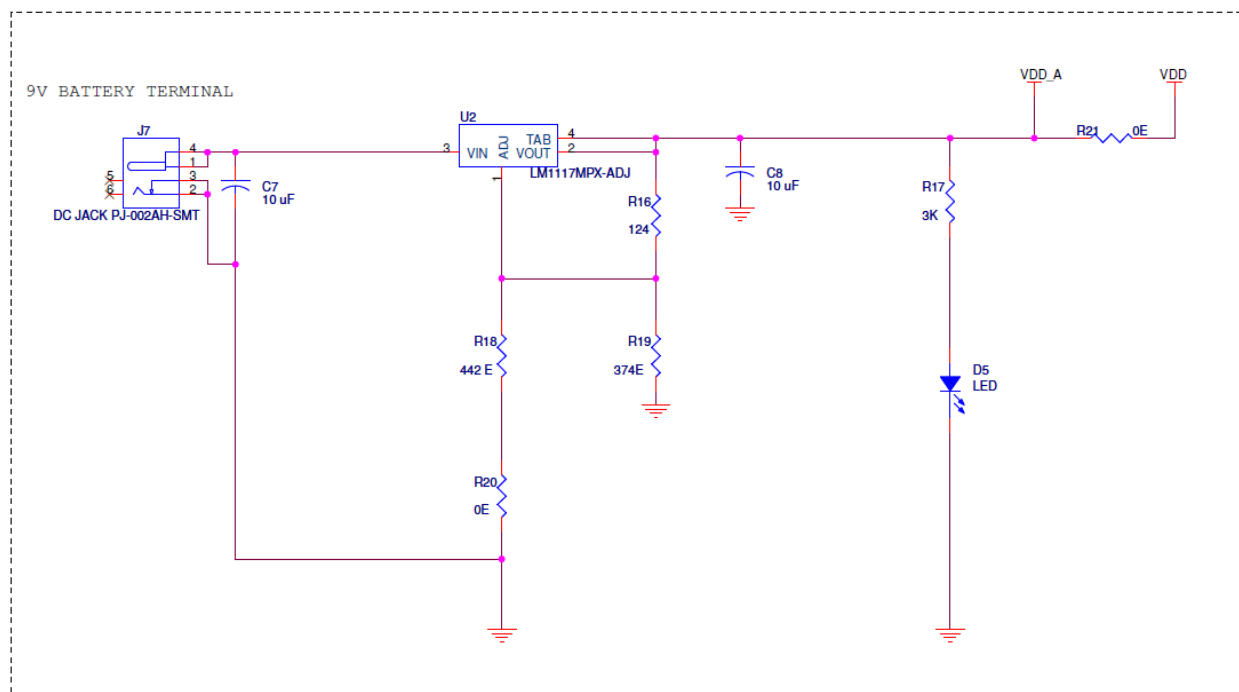 VDD_A
VDD
9V BATTERY TERMINAL
U2
J7
R21
0E
4
1
5
3
6
2
3
VIN
ADJ
TAB
VOUT
4
2
1
LM1117MPX-ADJ
C7
10 uF
C8
10 uF
R17
3K
DC JACK PJ-002AH-SMT
R16
124
R18
442 E
R19
374E
D5
LED
R20
0E